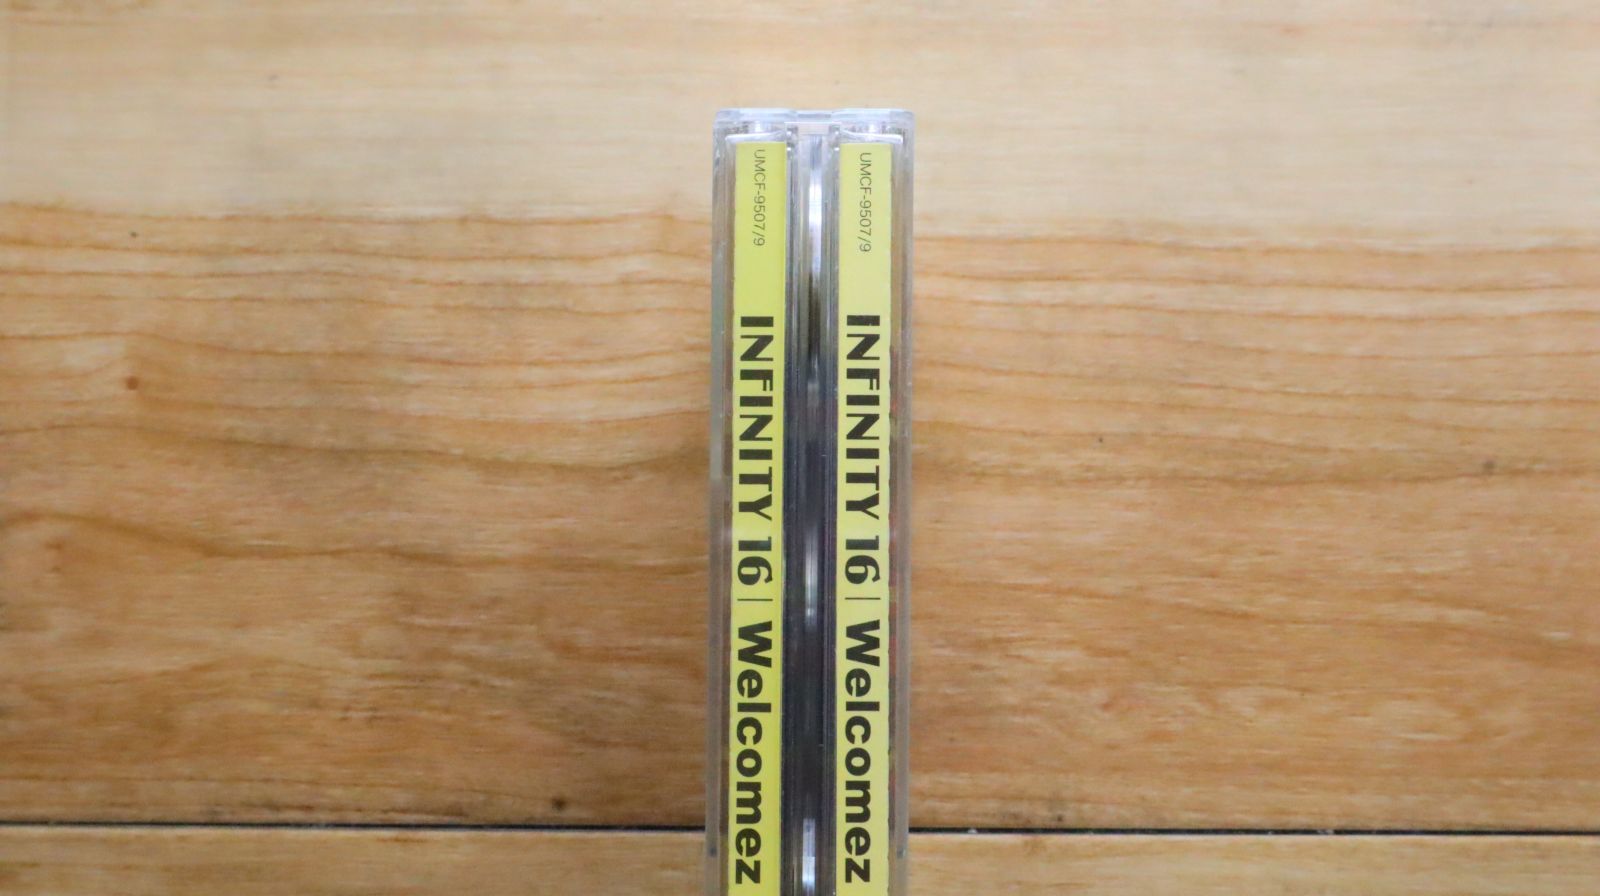 UMCF-9507/9 INFINITY 16 | Welcomez
UMCF-9507/9 INFINITY 16 | Welcomez